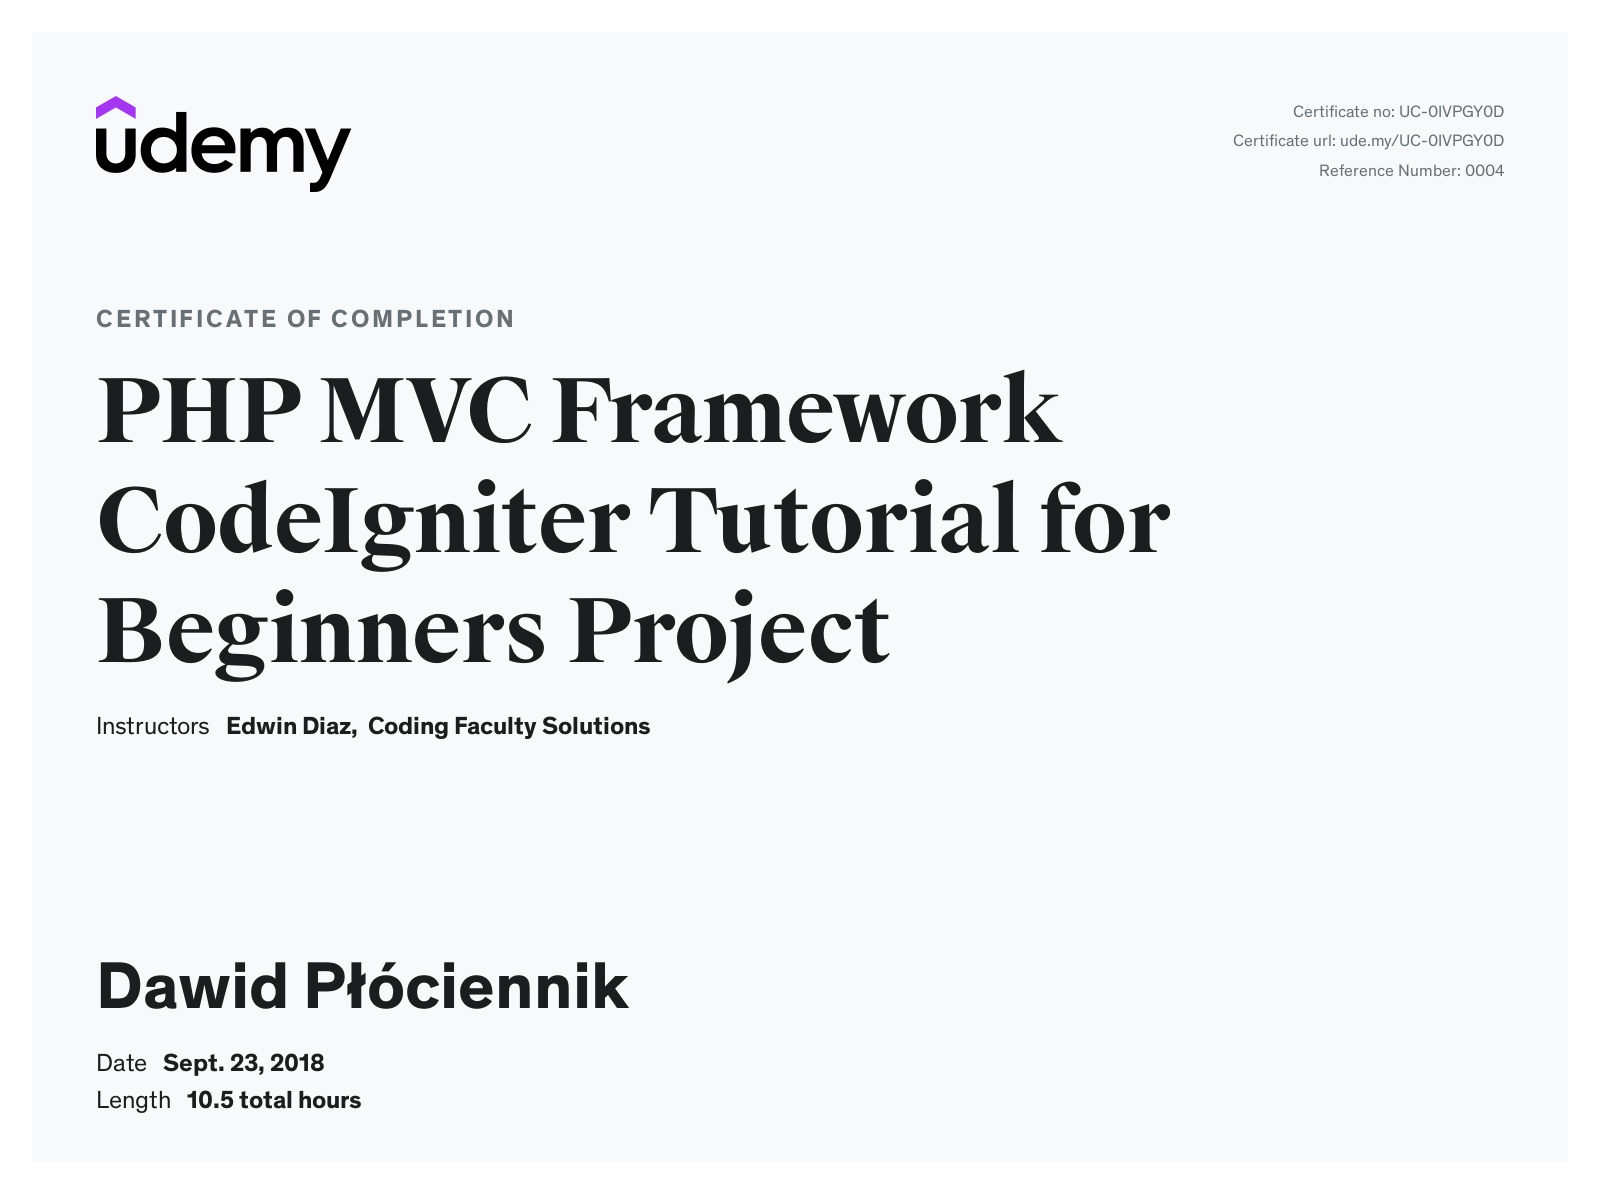 udemy
Certificate no: UC-0IVPGY0D
Certificate url: ude.my/UC-0IVPGY0D
Reference Number: 0004
CERTIFICATE OF COMPLETION
PHP MVC Framework
CodeIgniter Tutorial for
Beginners Project
Instructors Edwin Diaz, Coding Faculty Solutions
Dawid Płóciennik
Date Sept. 23, 2018
Length 10.5 total hours